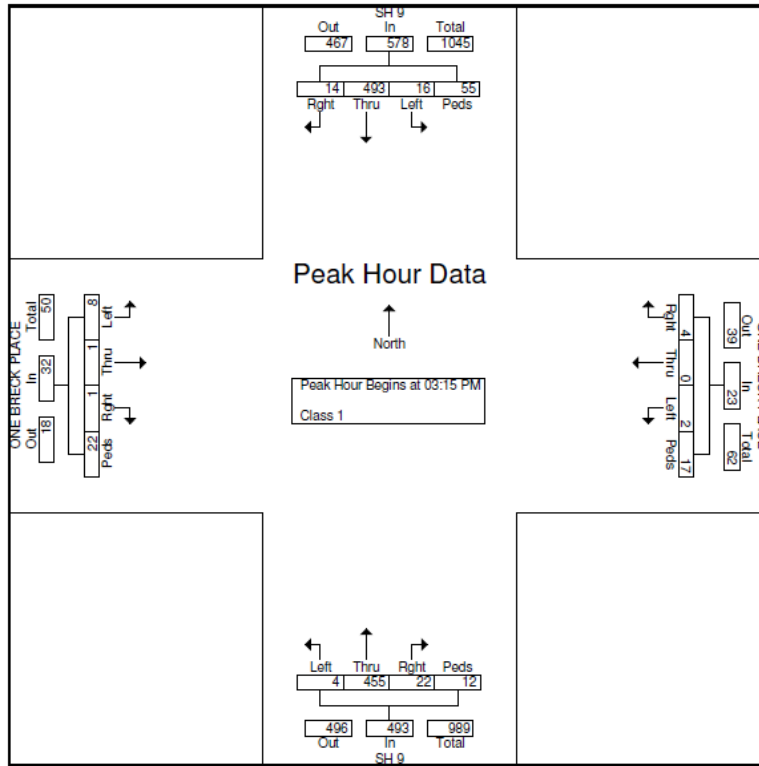 SH 9
Out In Total
467 578 1045
14 493 16 55
Rght Thru Left Peds
Peak Hour Data
North
Peak Hour Begins at 03:15 PM
Class 1
ONE BRECK PLACE
Out In Total
18 32 50
8 1 1 22
Left Thru Rght Peds
Rght Thru Left Peds
4 0 2 17
Out In Total
39 23 62
Left Thru Rght Peds
4 455 22 12
496 493 989
Out In Total
SH 9